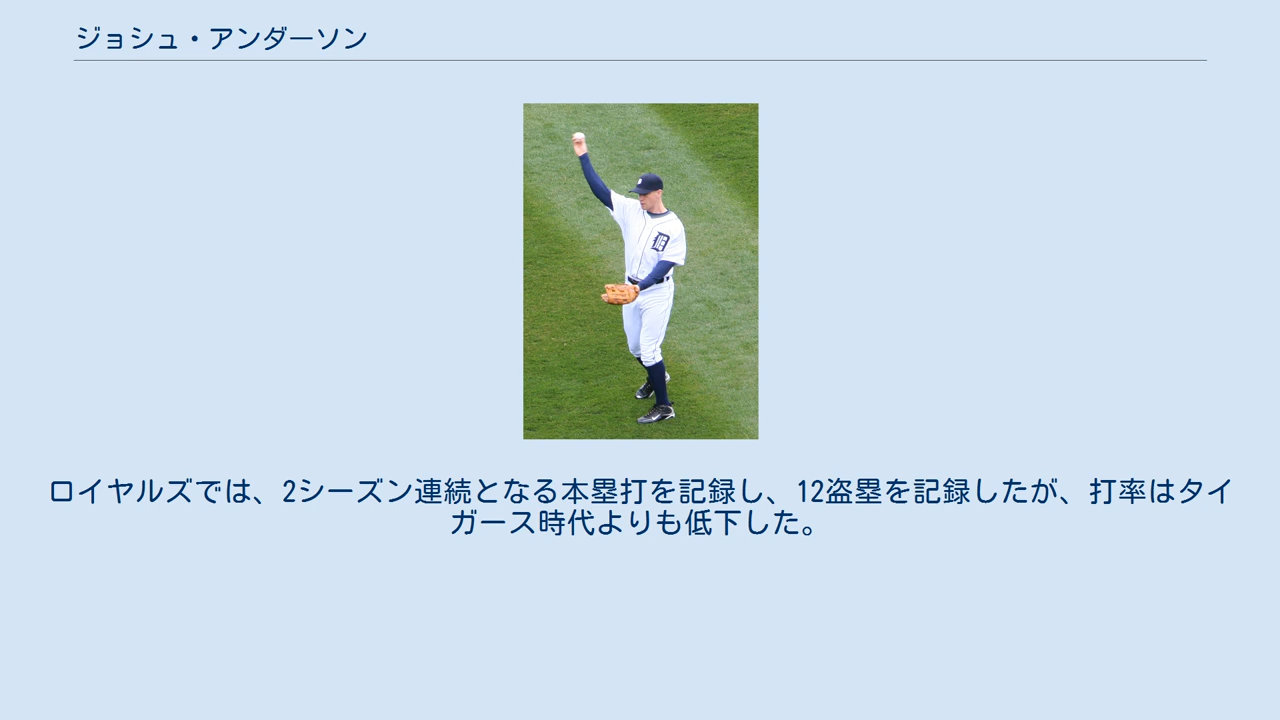 ジョシュ・アンダーソン
ロイヤルズでは、2シーズン連続となる本塁打を記録し、12盗塁を記録したが、打率はタイ
ガース時代よりも低下した。